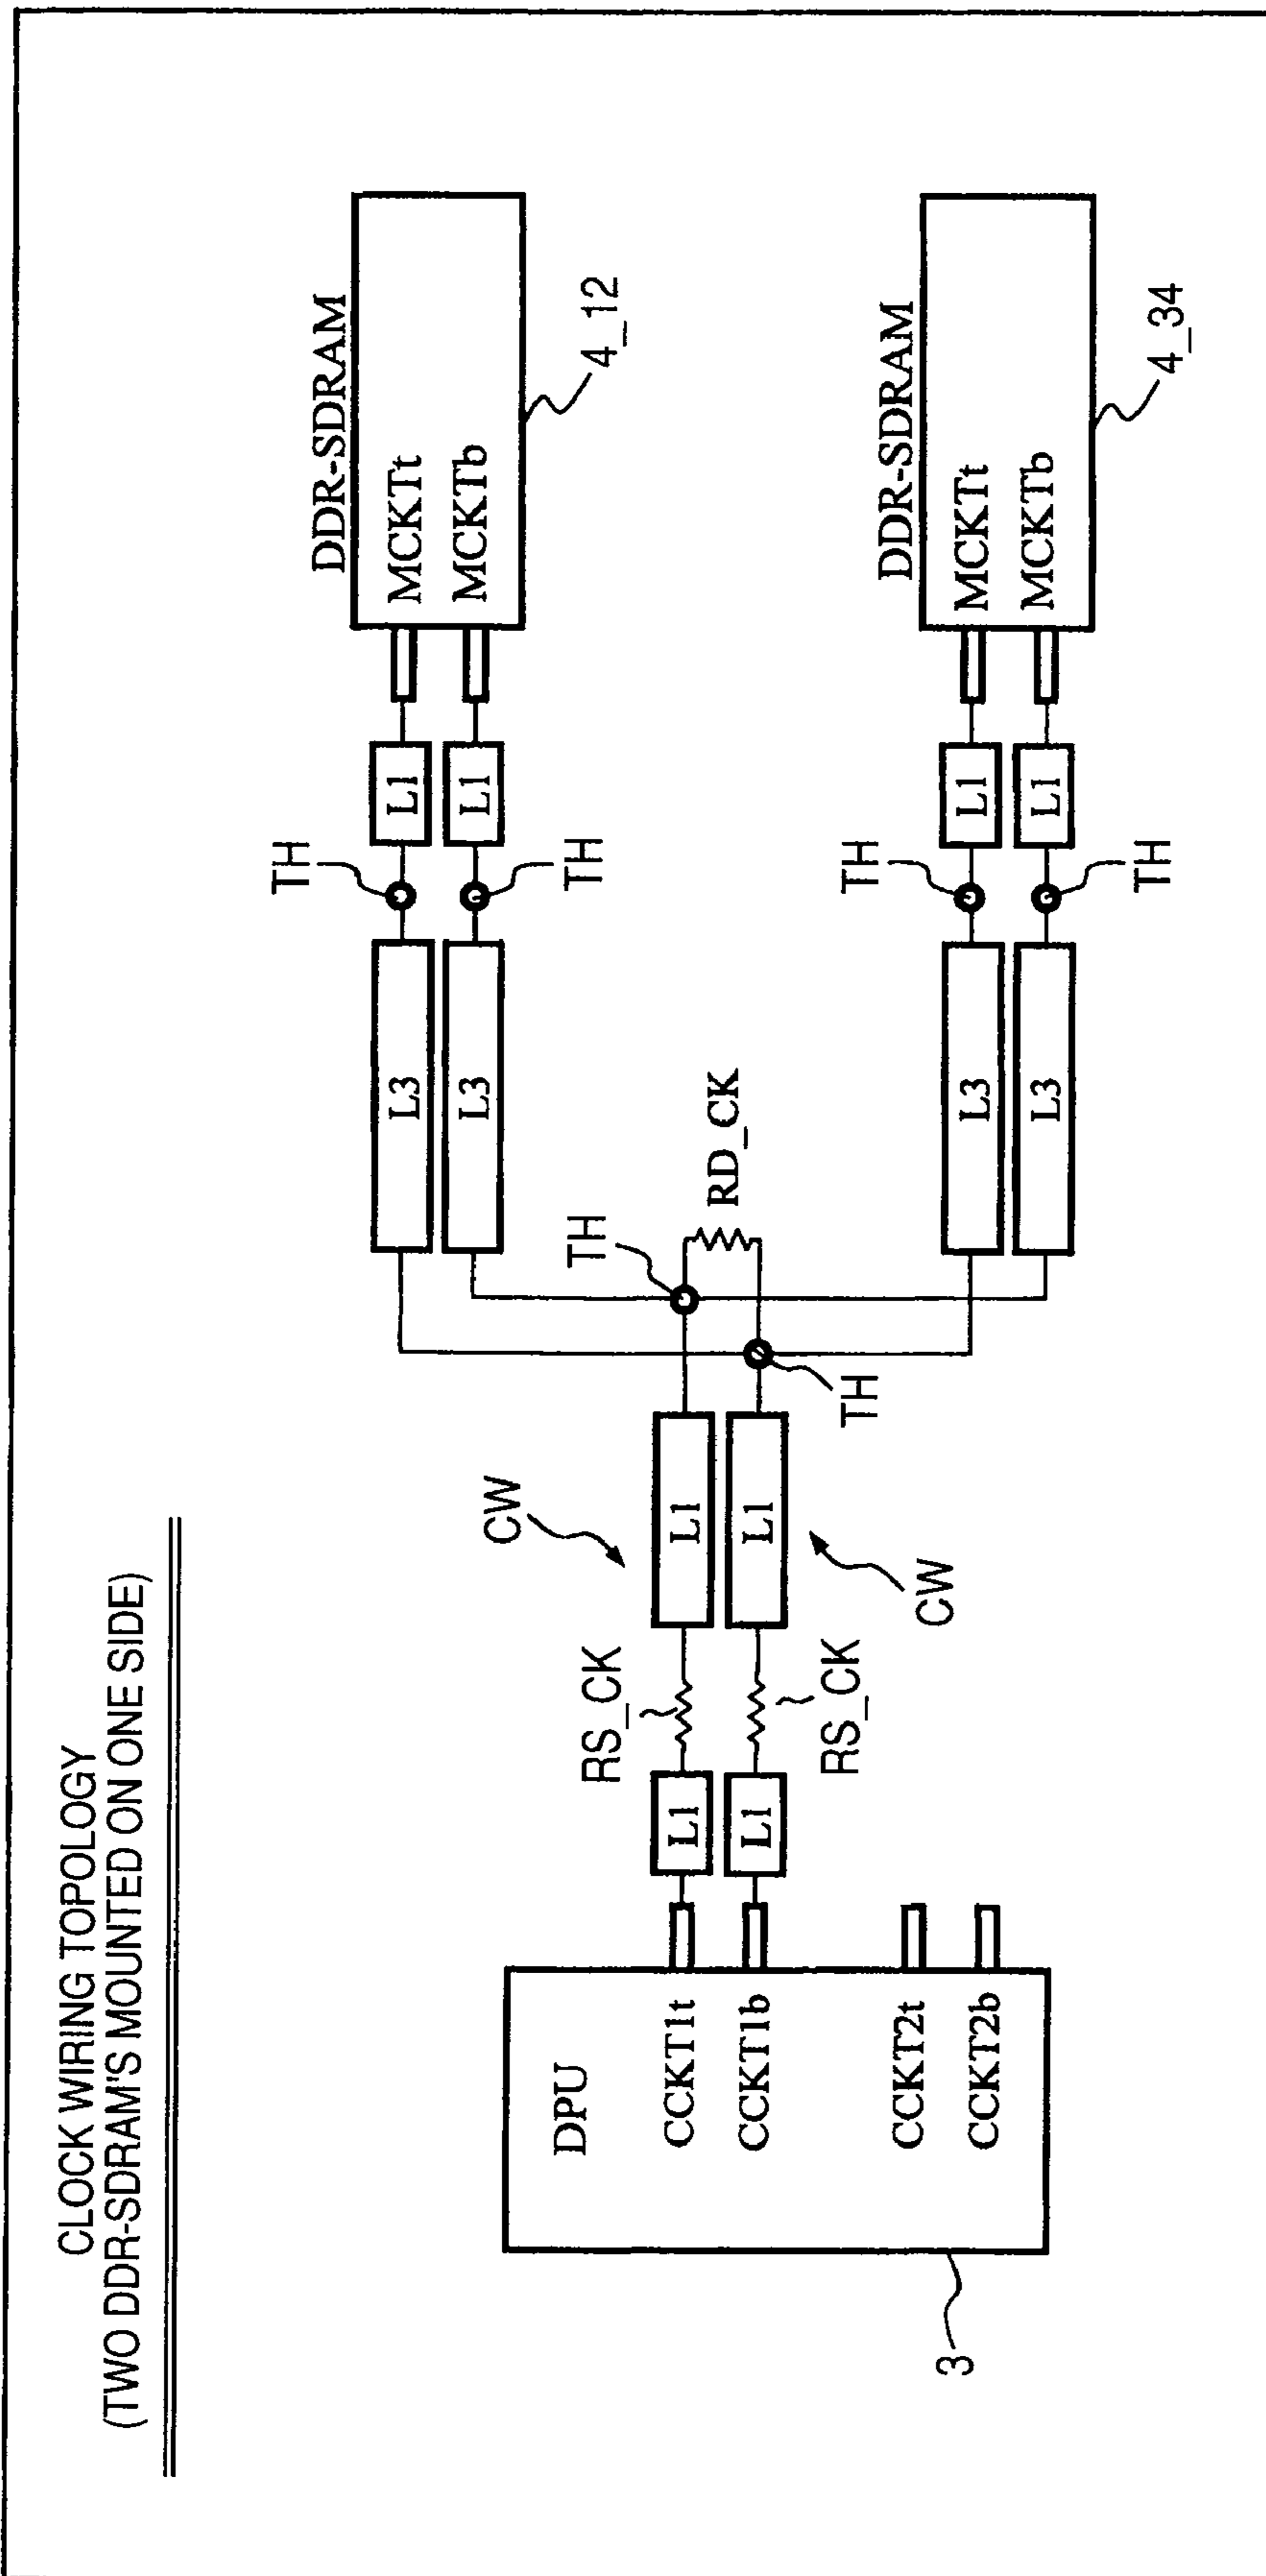 CLOCK WIRING TOPOLOGY
(TWO DDR-SDRAM'S MOUNTED ON ONE SIDE)
DDR-SDRAM
MCKTt
MCKTb
4_12
TH
L1
L1
TH
L3
L3
TH
RD_CK
TH
CW
L1
L1
CW
RS_CK
RS_CK
L1
L1
DPU
CCKT1t
CCKT1b
CCKT2t
CCKT2b
3
DDR-SDRAM
MCKTt
MCKTb
4_34
TH
L1
L1
TH
L3
L3